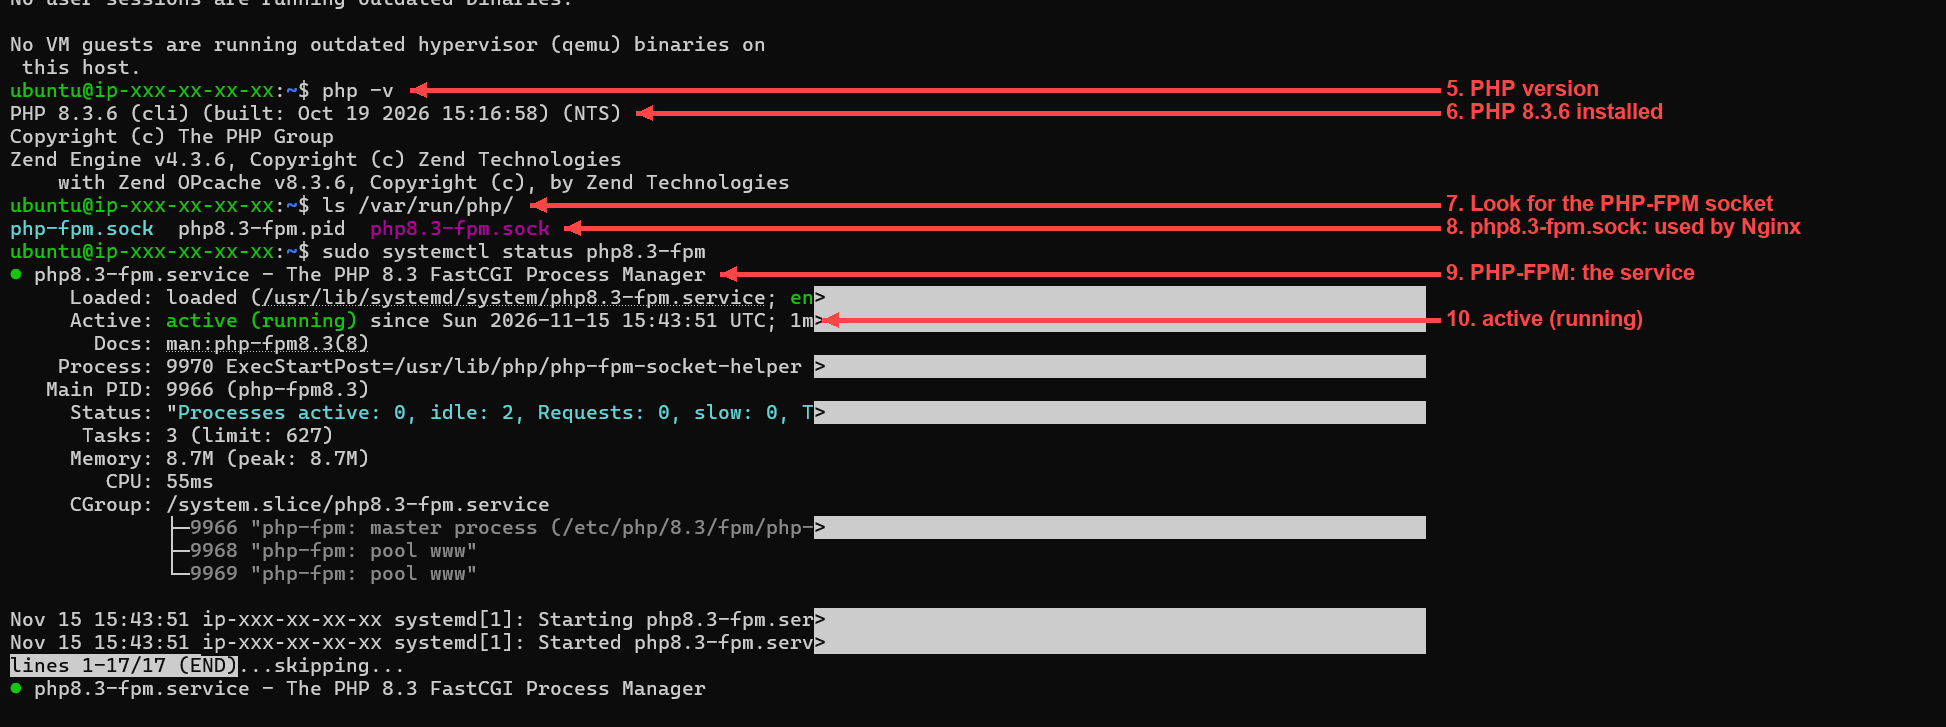 No user sessions are running outdated binaries.
No VM guests are running outdated hypervisor (qemu) binaries on
this host.
ubuntu@ip-xxx-xx-xx-xx:~$ php -v
5. PHP version
PHP 8.3.6 (cli) (built: Oct 19 2026 15:16:58) (NTS)
6. PHP 8.3.6 installed
Copyright (c) The PHP Group
Zend Engine v4.3.6, Copyright (c) Zend Technologies
with Zend OPcache v8.3.6, Copyright (c), by Zend Technologies
ubuntu@ip-xxx-xx-xx-xx:~$ ls /var/run/php/
7. Look for the PHP-FPM socket
php-fpm.sock php8.3-fpm.pid php8.3-fpm.sock
8. php8.3-fpm.sock: used by Nginx
ubuntu@ip-xxx-xx-xx-xx:~$ sudo systemctl status php8.3-fpm
● php8.3-fpm.service - The PHP 8.3 FastCGI Process Manager
9. PHP-FPM: the service
Loaded: loaded (/usr/lib/systemd/system/php8.3-fpm.service; en>
Active: active (running) since Sun 2026-11-15 15:43:51 UTC; 1m>
10. active (running)
Docs: man:php-fpm8.3(8)
Process: 9970 ExecStartPost=/usr/lib/php/php-fpm-socket-helper >
Main PID: 9966 (php-fpm8.3)
Status: "Processes active: 0, idle: 2, Requests: 0, slow: 0, T>
Tasks: 3 (limit: 627)
Memory: 8.7M (peak: 8.7M)
CPU: 55ms
CGroup: /system.slice/php8.3-fpm.service
├─9966 "php-fpm: master process (/etc/php/8.3/fpm/php->
├─9968 "php-fpm: pool www"
└─9969 "php-fpm: pool www"
Nov 15 15:43:51 ip-xxx-xx-xx-xx systemd[1]: Starting php8.3-fpm.ser>
Nov 15 15:43:51 ip-xxx-xx-xx-xx systemd[1]: Started php8.3-fpm.serv>
lines 1-17/17 (END)...skipping...
● php8.3-fpm.service - The PHP 8.3 FastCGI Process Manager